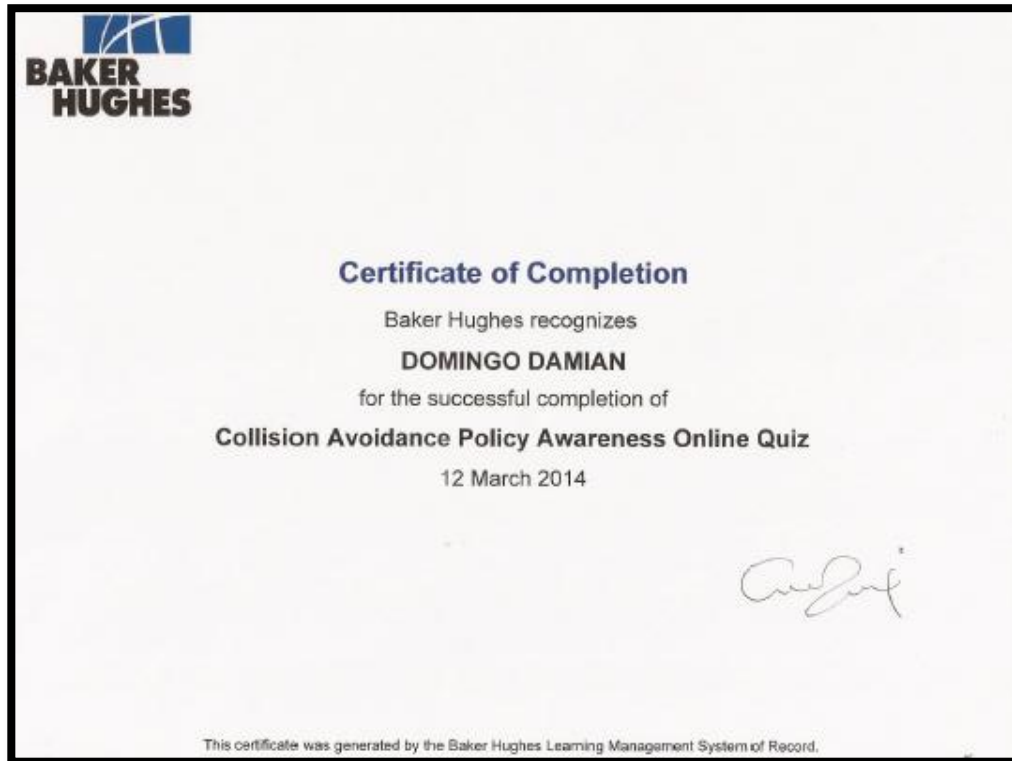 BAKER
HUGHES
Certificate of Completion
Baker Hughes recognizes
DOMINGO DAMIAN
for the successful completion of
Collision Avoidance Policy Awareness Online Quiz
12 March 2014
This certificate was generated by the Baker Hughes Learning Management System of Record.